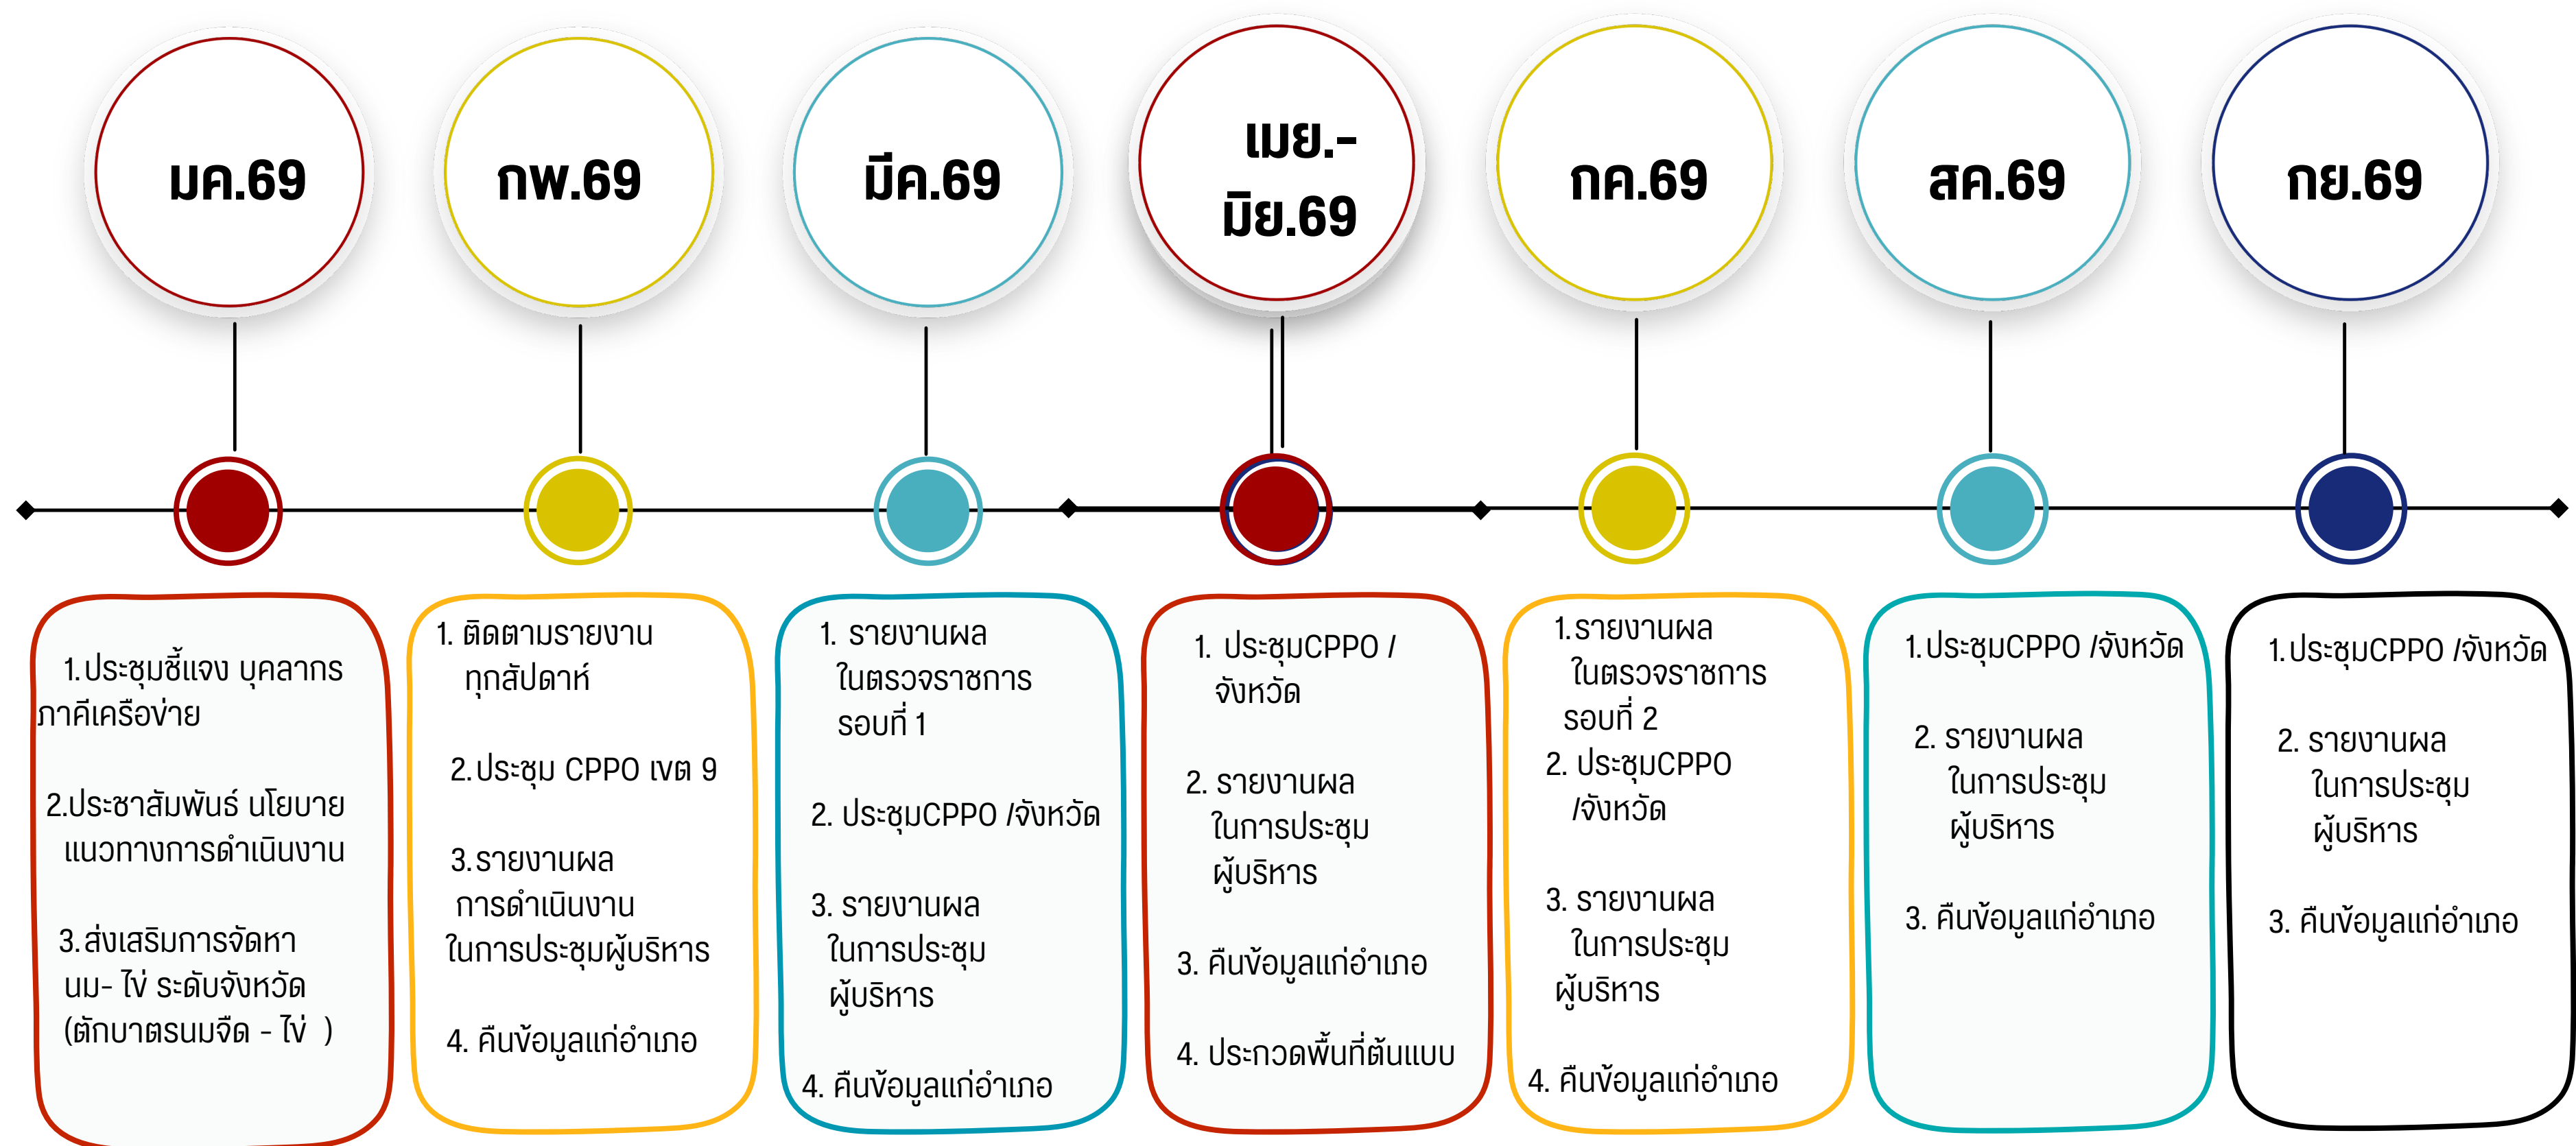 มค.69
กพ.69
มีค.69
เมย.-
มิย.69
กค.69
สค.69
กย.69
1.ประชุมชี้แจง บุคลากร
ภาคีเครือข่าย
2.ประชาสัมพันธ์ นโยบาย
แนวทางการดำเนินงาน
3.ส่งเสริมการจัดหา
นม- ไข่ ระดับจังหวัด
(ตักบาตรนมจืด - ไข่ )
1. ติดตามรายงาน
ทุกสัปดาห์
2.ประชุม CPPO เขต 9
3.รายงานผล
การดำเนินงาน
ในการประชุมผู้บริหาร
4. คืนข้อมูลแก่อำเภอ
1. รายงานผล
ในตรวจราชการ
รอบที่ 1
2. ประชุมCPPO /จังหวัด
3. รายงานผล
ในการประชุม
ผู้บริหาร
4. คืนข้อมูลแก่อำเภอ
1. ประชุมCPPO /
จังหวัด
2. รายงานผล
ในการประชุม
ผู้บริหาร
3. คืนข้อมูลแก่อำเภอ
4. ประกวดพื้นที่ต้นแบบ
1.รายงานผล
ในตรวจราชการ
รอบที่ 2
2. ประชุมCPPO
/จังหวัด
3. รายงานผล
ในการประชุม
ผู้บริหาร
4. คืนข้อมูลแก่อำเภอ
1.ประชุมCPPO /จังหวัด
2. รายงานผล
ในการประชุม
ผู้บริหาร
3. คืนข้อมูลแก่อำเภอ
1.ประชุมCPPO /จังหวัด
2. รายงานผล
ในการประชุม
ผู้บริหาร
3. คืนข้อมูลแก่อำเภอ